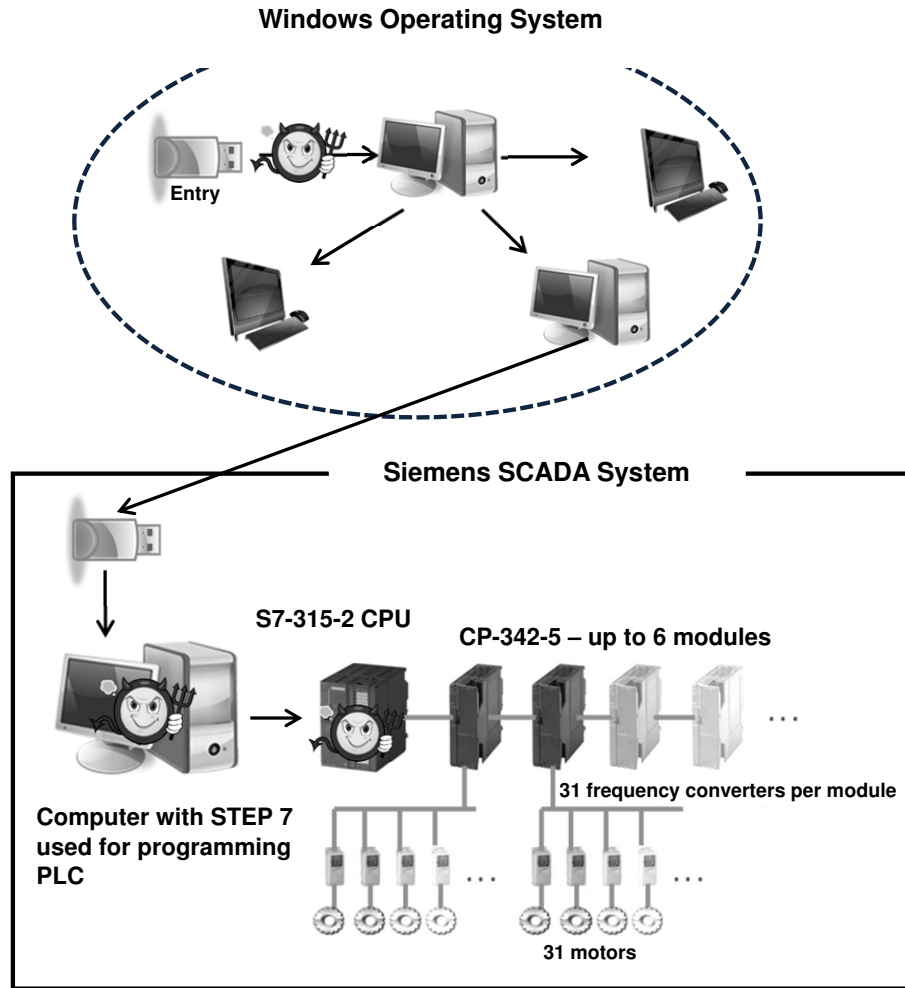 Windows Operating System
Entry
Siemens SCADA System
S7-315-2 CPU
CP-342-5 – up to 6 modules
...
31 frequency converters per module
Computer with STEP 7
used for programming
PLC
...
...
31 motors